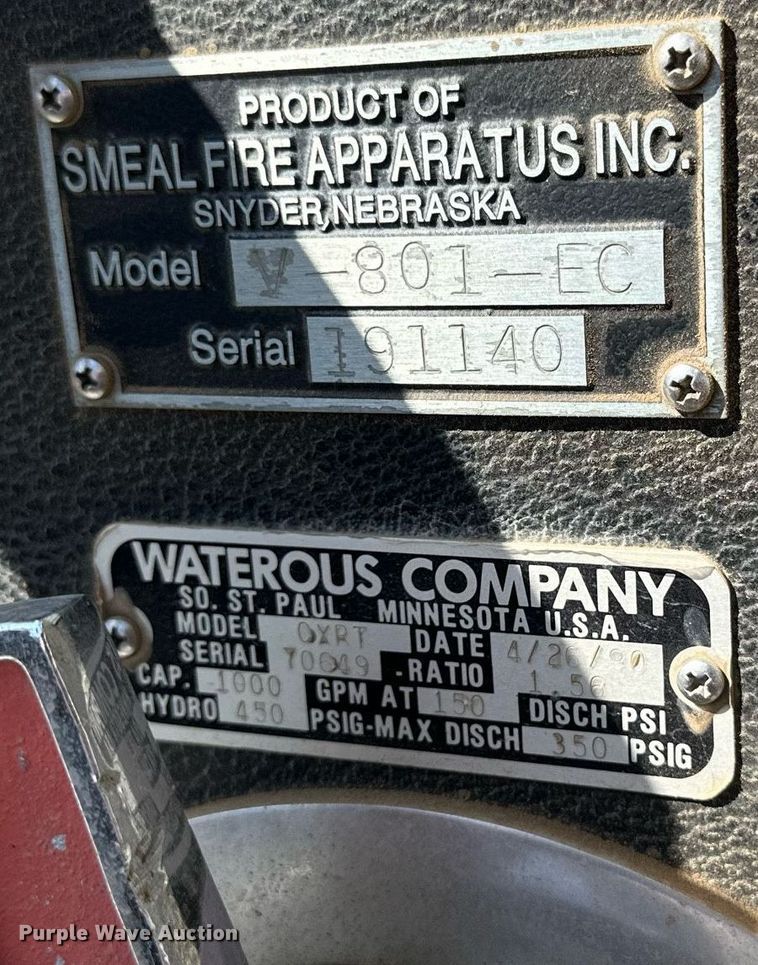 PRODUCT OF
SMEAL FIRE APPARATUS INC.
SNYDER, NEBRASKA
Model V-801-EC
Serial 191140
WATEROUS COMPANY
SO. ST. PAUL MINNESOTA U.S.A.
MODEL DATE 4/26/90
SERIAL 70649 - RATIO 1.56
CAP. 1000 GPM AT 150 DISCH PSI
HYDRO 450 PSIG-MAX DISCH 350 PSIG
Purple Wave Auction